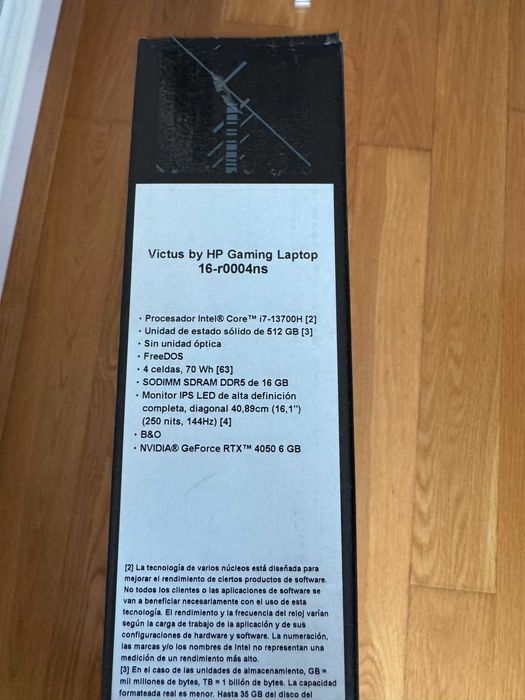 Victus by HP Gaming Laptop
16-r0004ns
· Procesador Intel® Core™ i7-13700H [2]
· Unidad de estado sólido de 512 GB [3]
· Sin unidad óptica
· FreeDOS
· 4 celdas, 70 Wh [63]
· SODIMM SDRAM DDR5 de 16 GB
· Monitor IPS LED de alta definición
completa, diagonal 40,89cm (16,1")
(250 nits, 144Hz) [4]
· B&O
· NVIDIA® GeForce RTX™ 4050 6 GB
[2] La tecnología de varios núcleos está diseñada para
mejorar el rendimiento de ciertos productos de software.
No todos los clientes o las aplicaciones de software se
van a beneficiar necesariamente con el uso de esta
tecnología. El rendimiento y la frecuencia del reloj varían
según la carga de trabajo de la aplicación y de sus
configuraciones de hardware y software. La numeración,
las marcas y/o los nombres de Intel no representan una
medición de un rendimiento más alto.
[3] En el caso de las unidades de almacenamiento, GB =
mil millones de bytes, TB = 1 billón de bytes. La capacidad
formateada real es menor. Hasta 35 GB del disco del